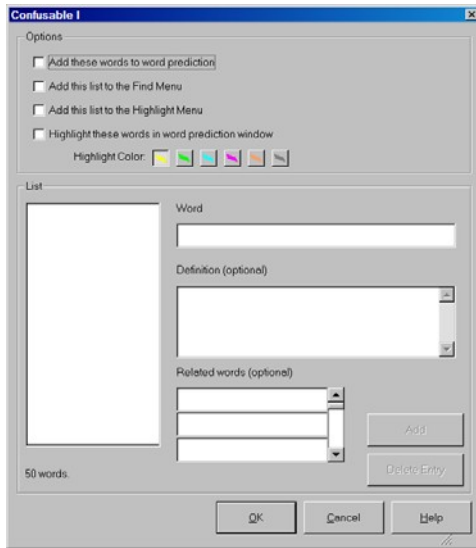 Confusable I
Options
Add these words to word prediction
Add this list to the Find Menu
Add this list to the Highlight Menu
Highlight these words in word prediction window
Highlight Color:
List
Word
Definition (optional)
Related words (optional)
Add
Delete Entry
50 words.
OK
Cancel
Help